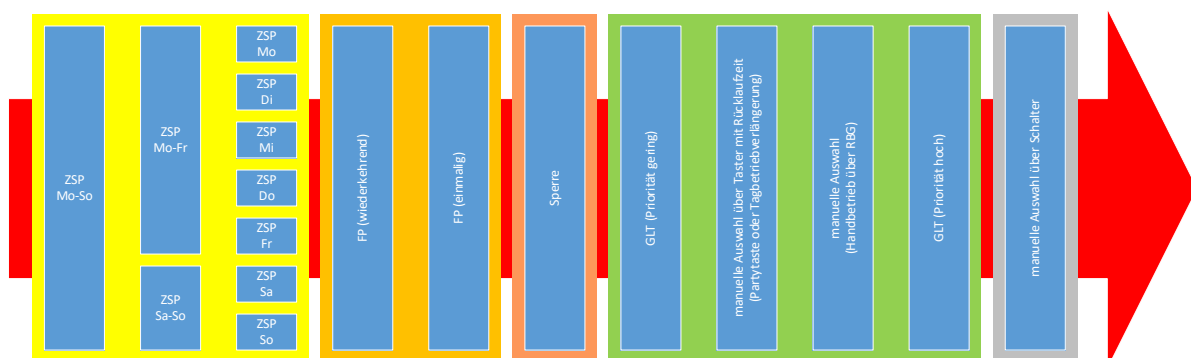 ZSP
Mo-So
ZSP
Mo-Fr
ZSP
Sa-So
ZSP
Mo
ZSP
Di
ZSP
Mi
ZSP
Do
ZSP
Fr
ZSP
Sa
ZSP
So
FP (wiederkehrend)
FP (einmalig)
Sperre
GLT (Priorität gering)
manuelle Auswahl über Taster mit Rücklaufzeit
(Partytaste oder Tagbetriebverlängerung)
manuelle Auswahl
(Handbetrieb über RBG)
GLT (Priorität hoch)
manuelle Auswahl über Schalter